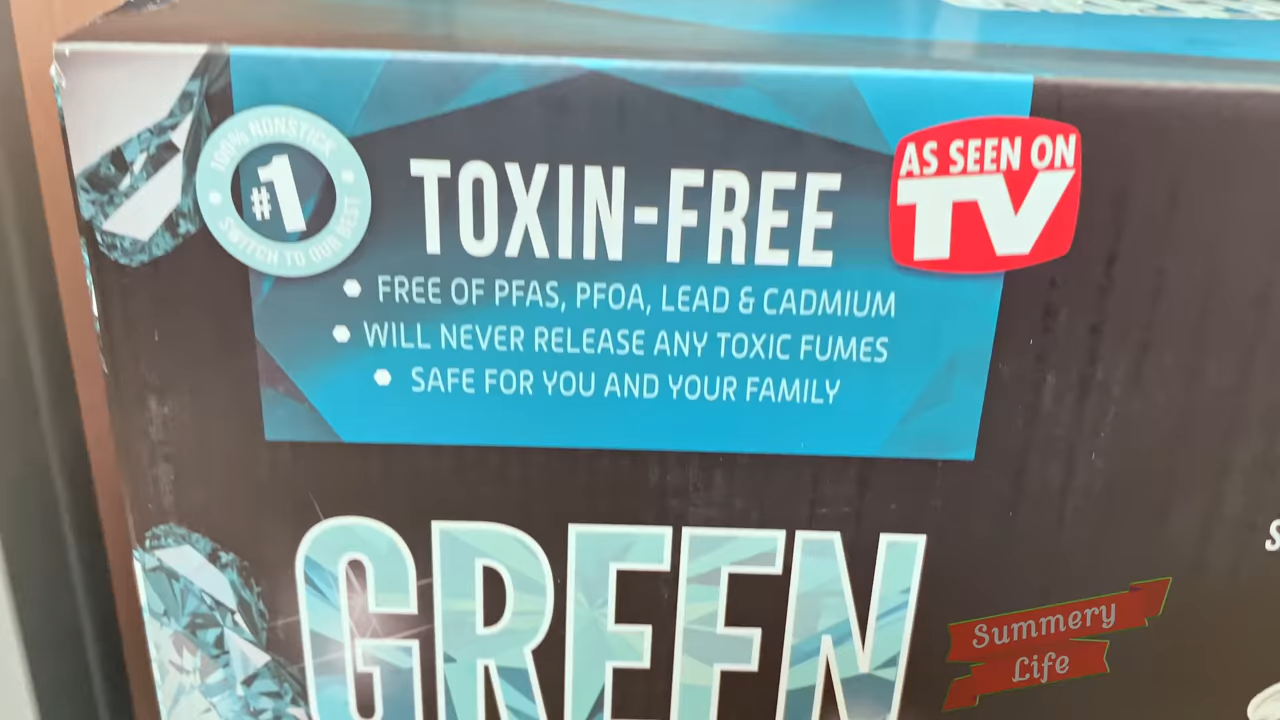 100% NONSTICK
#1
SWITCH TO OUR BEST
TOXIN-FREE
AS SEEN ON
TV
FREE OF PFAS, PFOA, LEAD & CADMIUM
WILL NEVER RELEASE ANY TOXIC FUMES
SAFE FOR YOU AND YOUR FAMILY
GREEN
Summery
Life